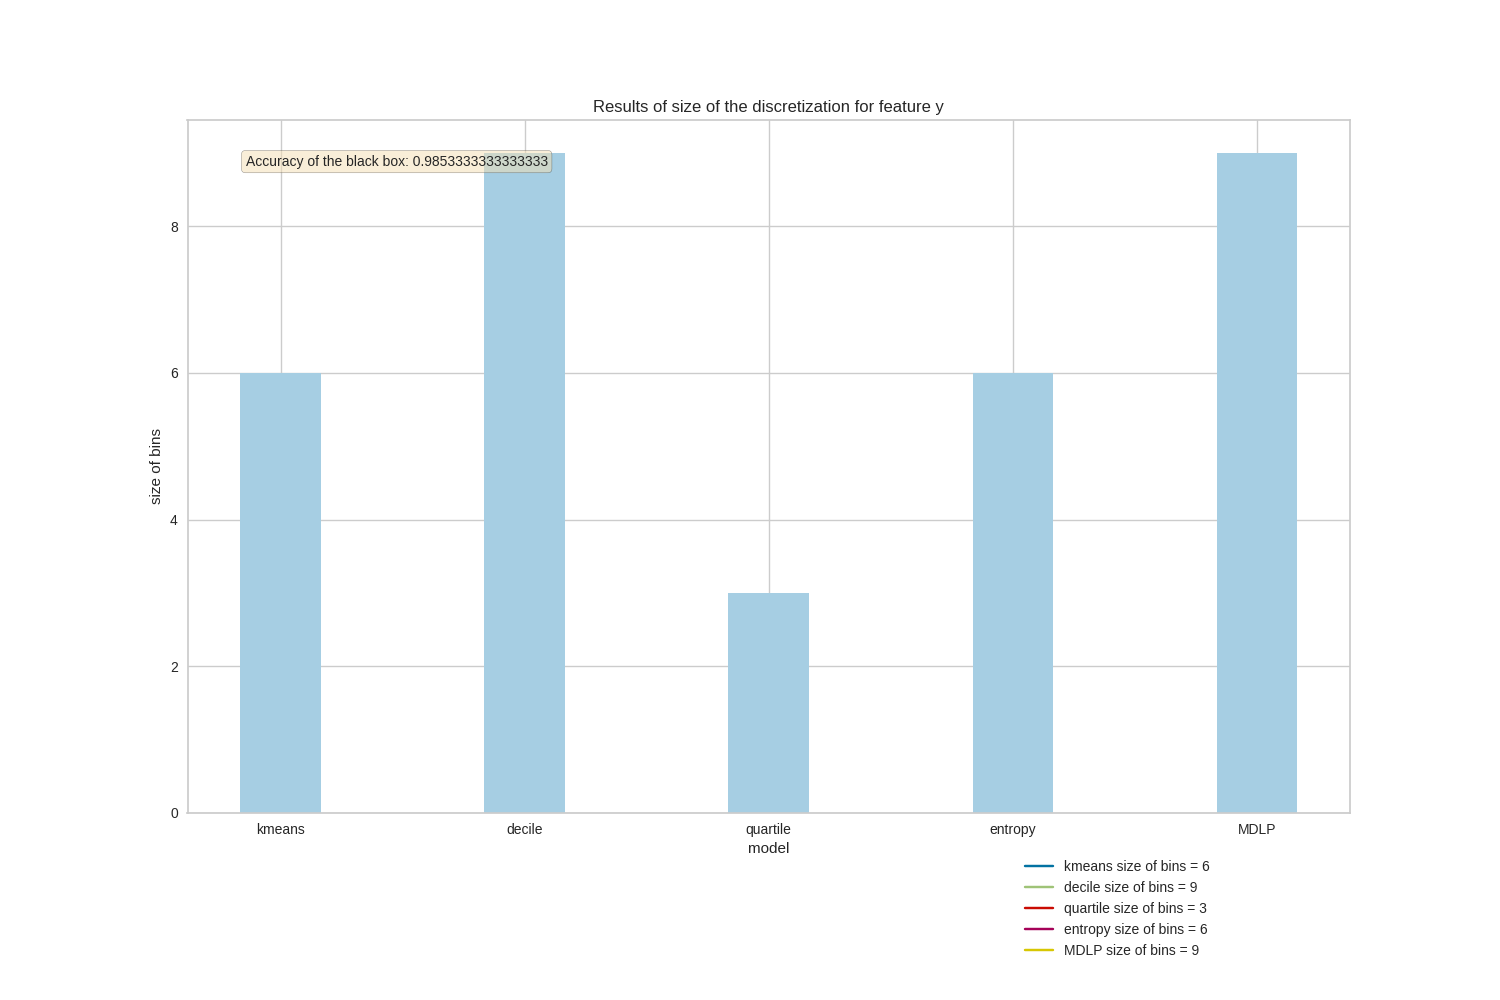 Results of size of the discretization for feature y
Accuracy of the black box: 0.9853333333333333
8
6
4
2
0
size of bins
kmeans decile quartile entropy MDLP
model
kmeans size of bins = 6
decile size of bins = 9
quartile size of bins = 3
entropy size of bins = 6
MDLP size of bins = 9